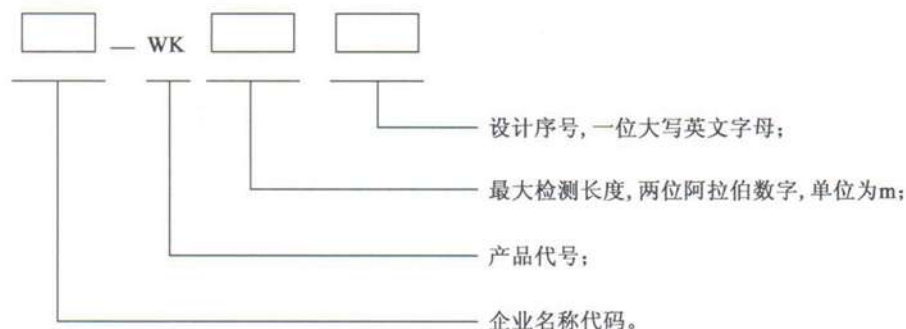 — WK
设计序号,一位大写英文字母;
最大检测长度,两位阿拉伯数字,单位为m;
产品代号;
企业名称代码。